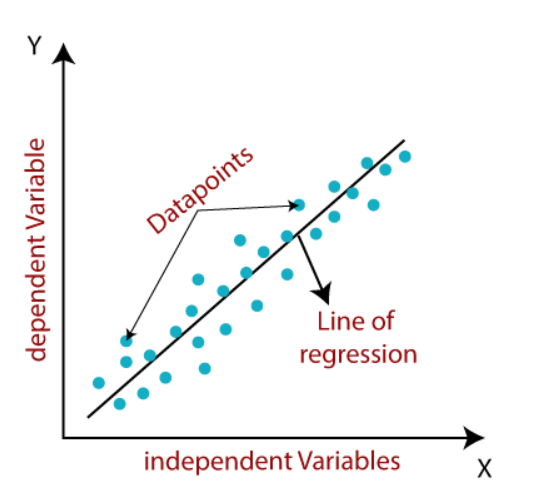 Y
dependent Variable
Datapoints
Line of
regression
independent Variables
X